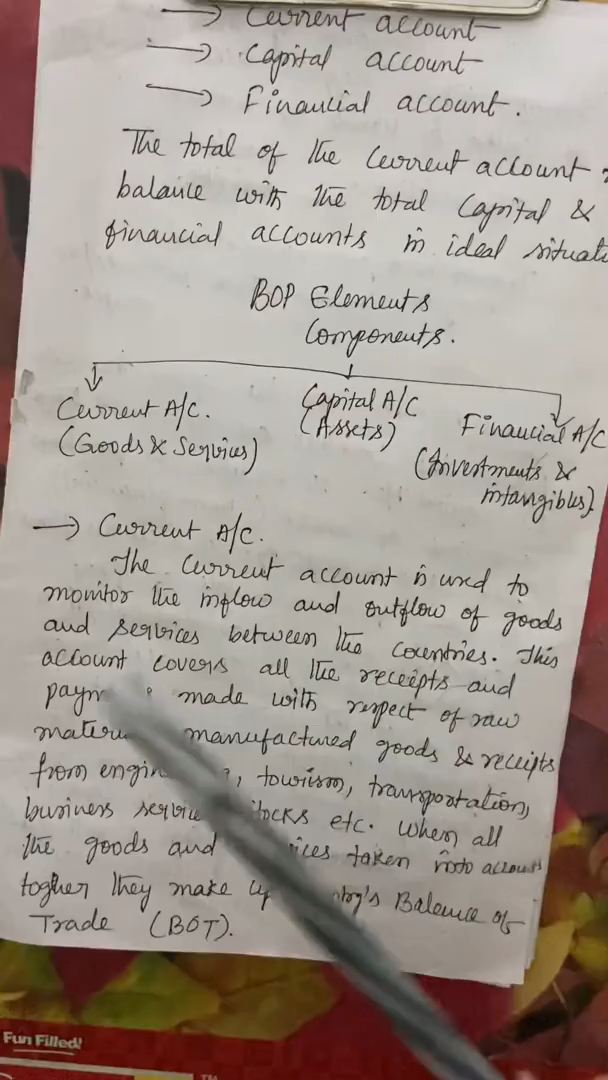 → Current account
→ Capital account
→ Financial account.
The total of the current account
balance with the total capital &
financial accounts in ideal
BOP Elements
Components.
Current A/C.
(Goods & Services)
Capital A/C
(Assets)
Financial A/C
(Investments &
intangibles)
→ Current A/C.
The current account is used to
monitor the inflow and outflow of goods
and services between the countries. This
account covers all the receipts and
made with respect of raw
manufactured goods & receipts
from tourism, transportation,
business etc. When all
the goods and taken into account
togher they make Balance of
Trade (BOT).
Fun Filled!
TM